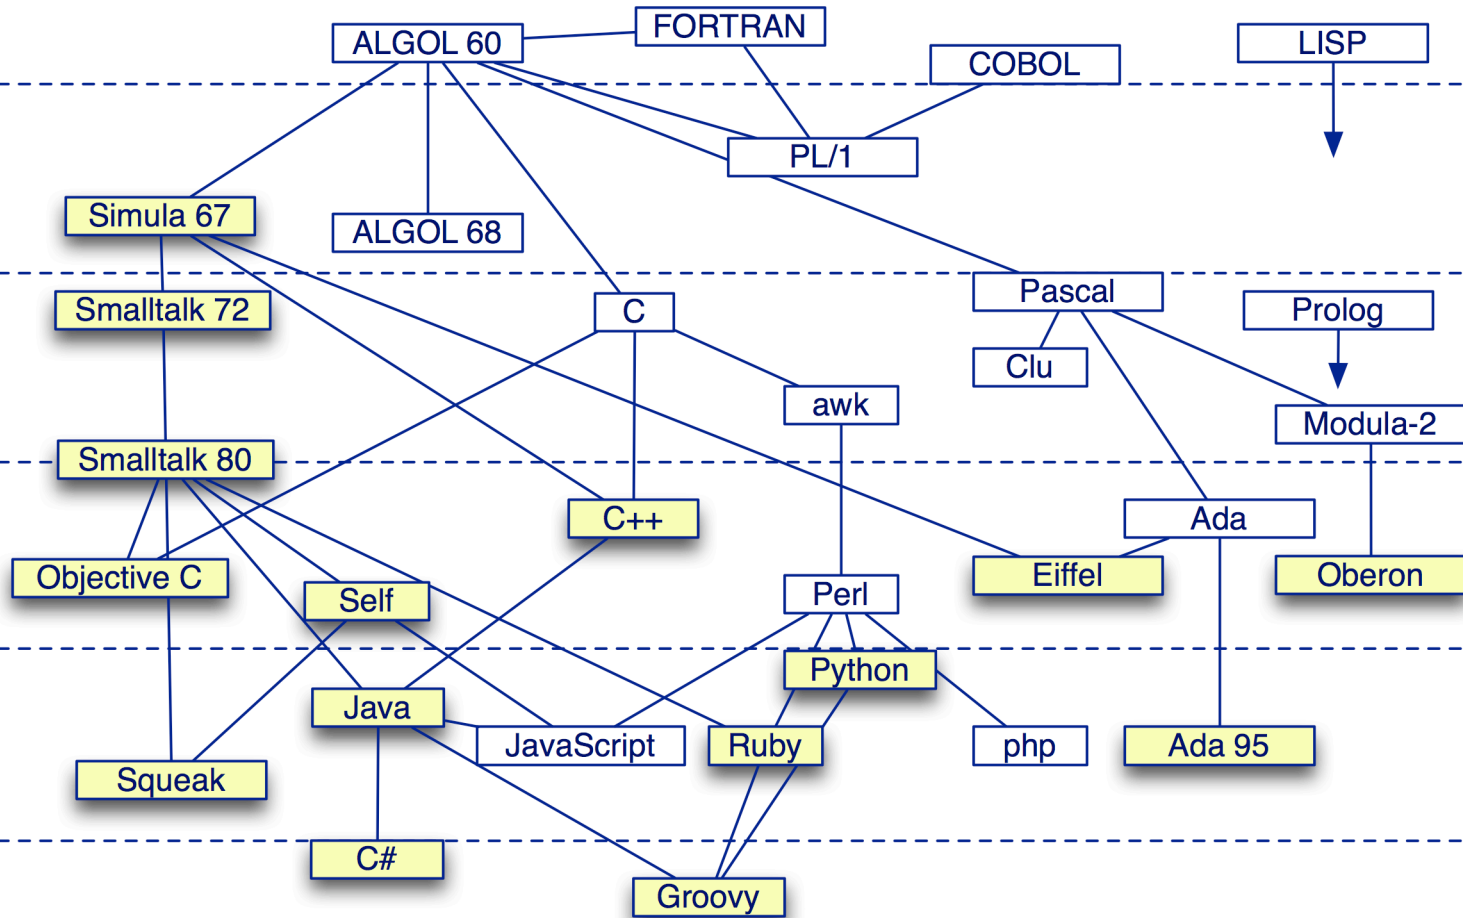 FORTRAN
ALGOL 60
LISP
COBOL
PL/1
Simula 67
ALGOL 68
Pascal
Smalltalk 72
C
Prolog
Clu
awk
Modula-2
Smalltalk 80
C++
Ada
Objective C
Eiffel
Oberon
Self
Perl
Python
Java
JavaScript
Ruby
php
Ada 95
Squeak
C#
Groovy